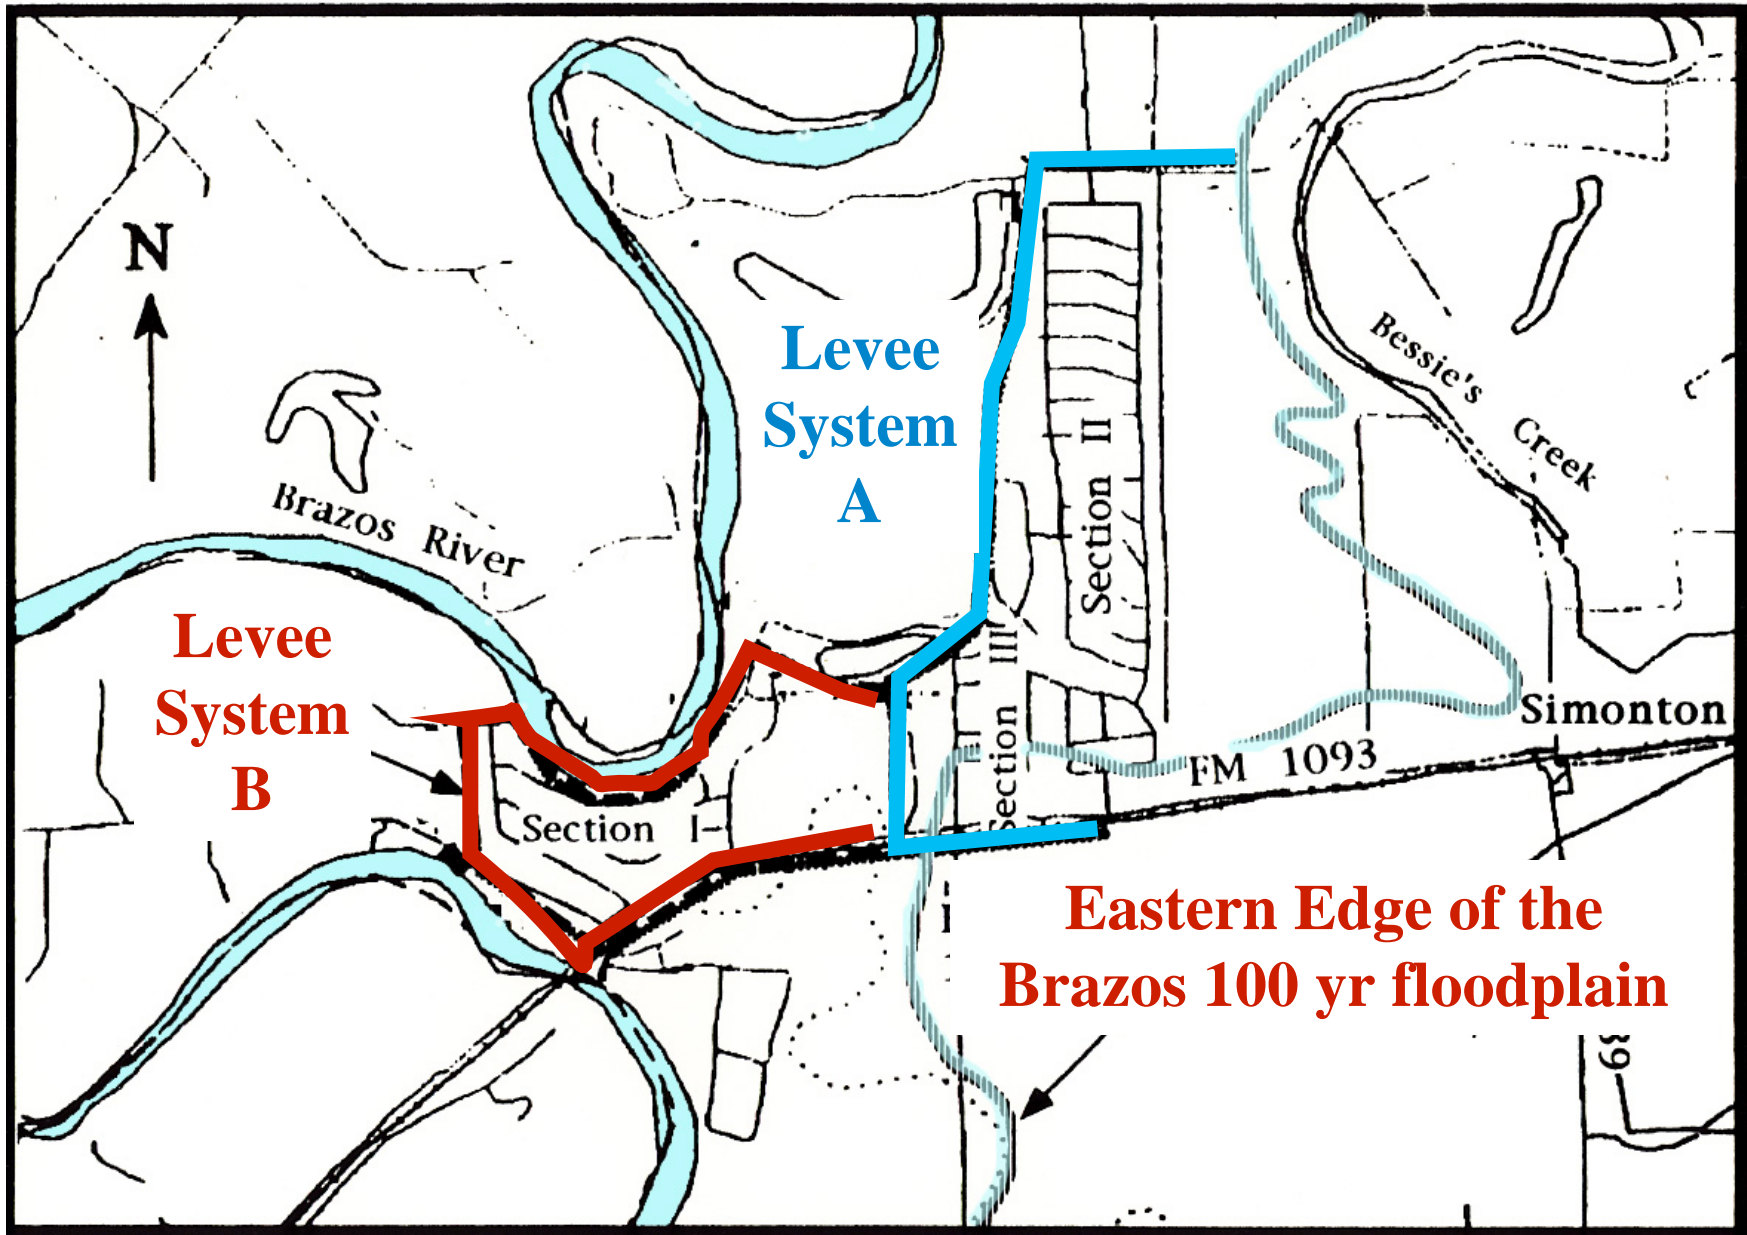 N
Levee
System
A
Bessie's
Creek
Brazos River
Section II
Levee
System
B
Section III
Simonton
FM 1093
Section I
Eastern Edge of the
Brazos 100 yr floodplain